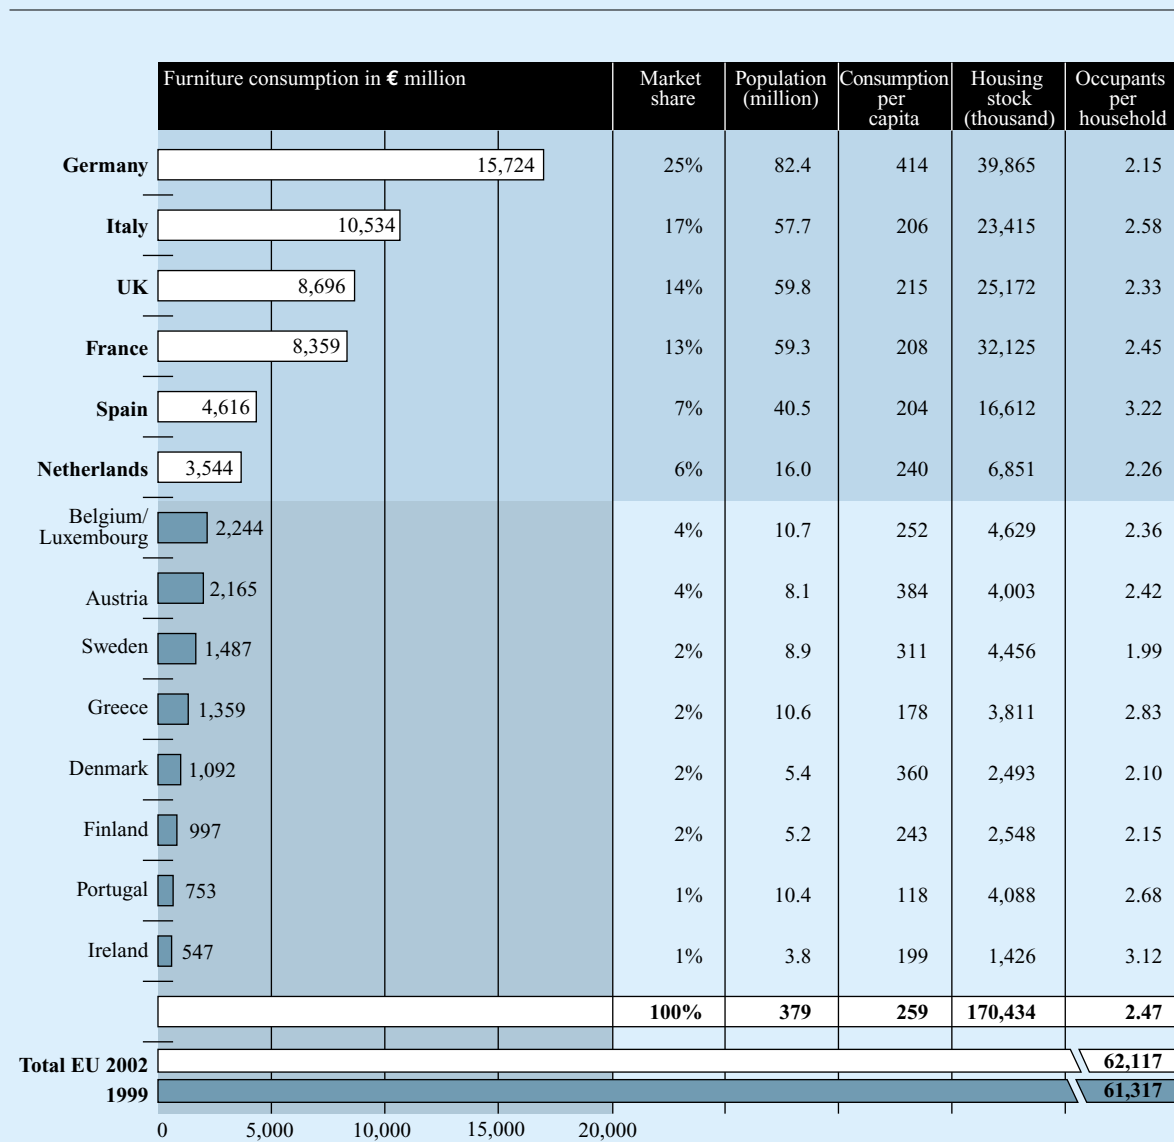 Furniture consumption in € million Market share Population (million) Consumption per capita Housing stock (thousand) Occupants per household
Germany 15,724 25% 82.4 414 39,865 2.15
Italy 10,534 17% 57.7 206 23,415 2.58
UK 8,696 14% 59.8 215 25,172 2.33
France 8,359 13% 59.3 208 32,125 2.45
Spain 4,616 7% 40.5 204 16,612 3.22
Netherlands 3,544 6% 16.0 240 6,851 2.26
Belgium/ Luxembourg 2,244 4% 10.7 252 4,629 2.36
Austria 2,165 4% 8.1 384 4,003 2.42
Sweden 1,487 2% 8.9 311 4,456 1.99
Greece 1,359 2% 10.6 178 3,811 2.83
Denmark 1,092 2% 5.4 360 2,493 2.10
Finland 997 2% 5.2 243 2,548 2.15
Portugal 753 1% 10.4 118 4,088 2.68
Ireland 547 1% 3.8 199 1,426 3.12
100% 379 259 170,434 2.47
Total EU 2002 62,117
1999 61,317
0 5,000 10,000 15,000 20,000